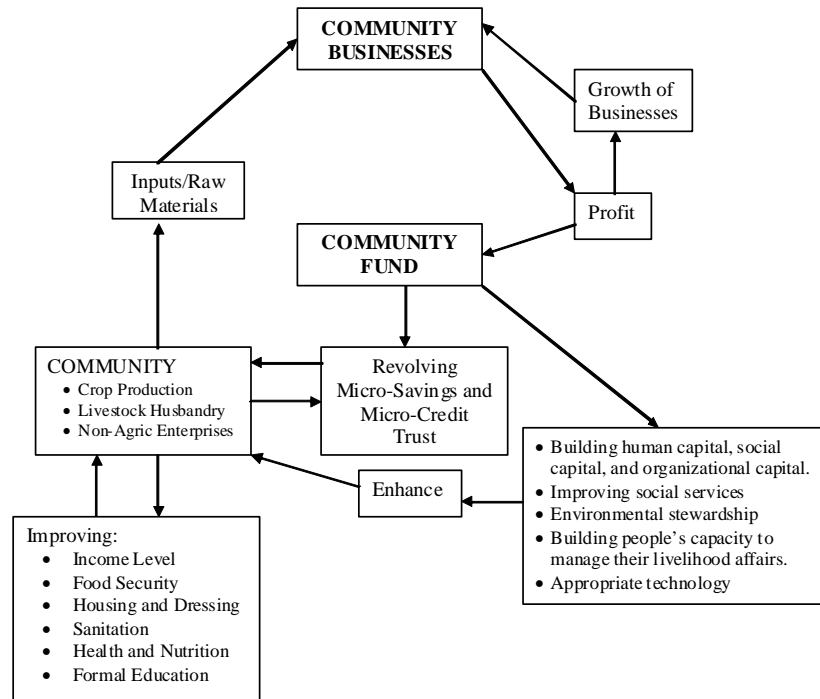 COMMUNITY
BUSINESSES
Growth of
Businesses
Inputs/Raw
Materials
Profit
COMMUNITY
FUND
COMMUNITY
• Crop Production
• Livestock Husbandry
• Non-Agric Enterprises
Revolving
Micro-Savings and
Micro-Credit
Trust
• Building human capital, social
capital, and organizational capital.
• Improving social services
• Environmental stewardship
• Building people’s capacity to
manage their livelihood affairs.
• Appropriate technology
Enhance
Improving:
• Income Level
• Food Security
• Housing and Dressing
• Sanitation
• Health and Nutrition
• Formal Education